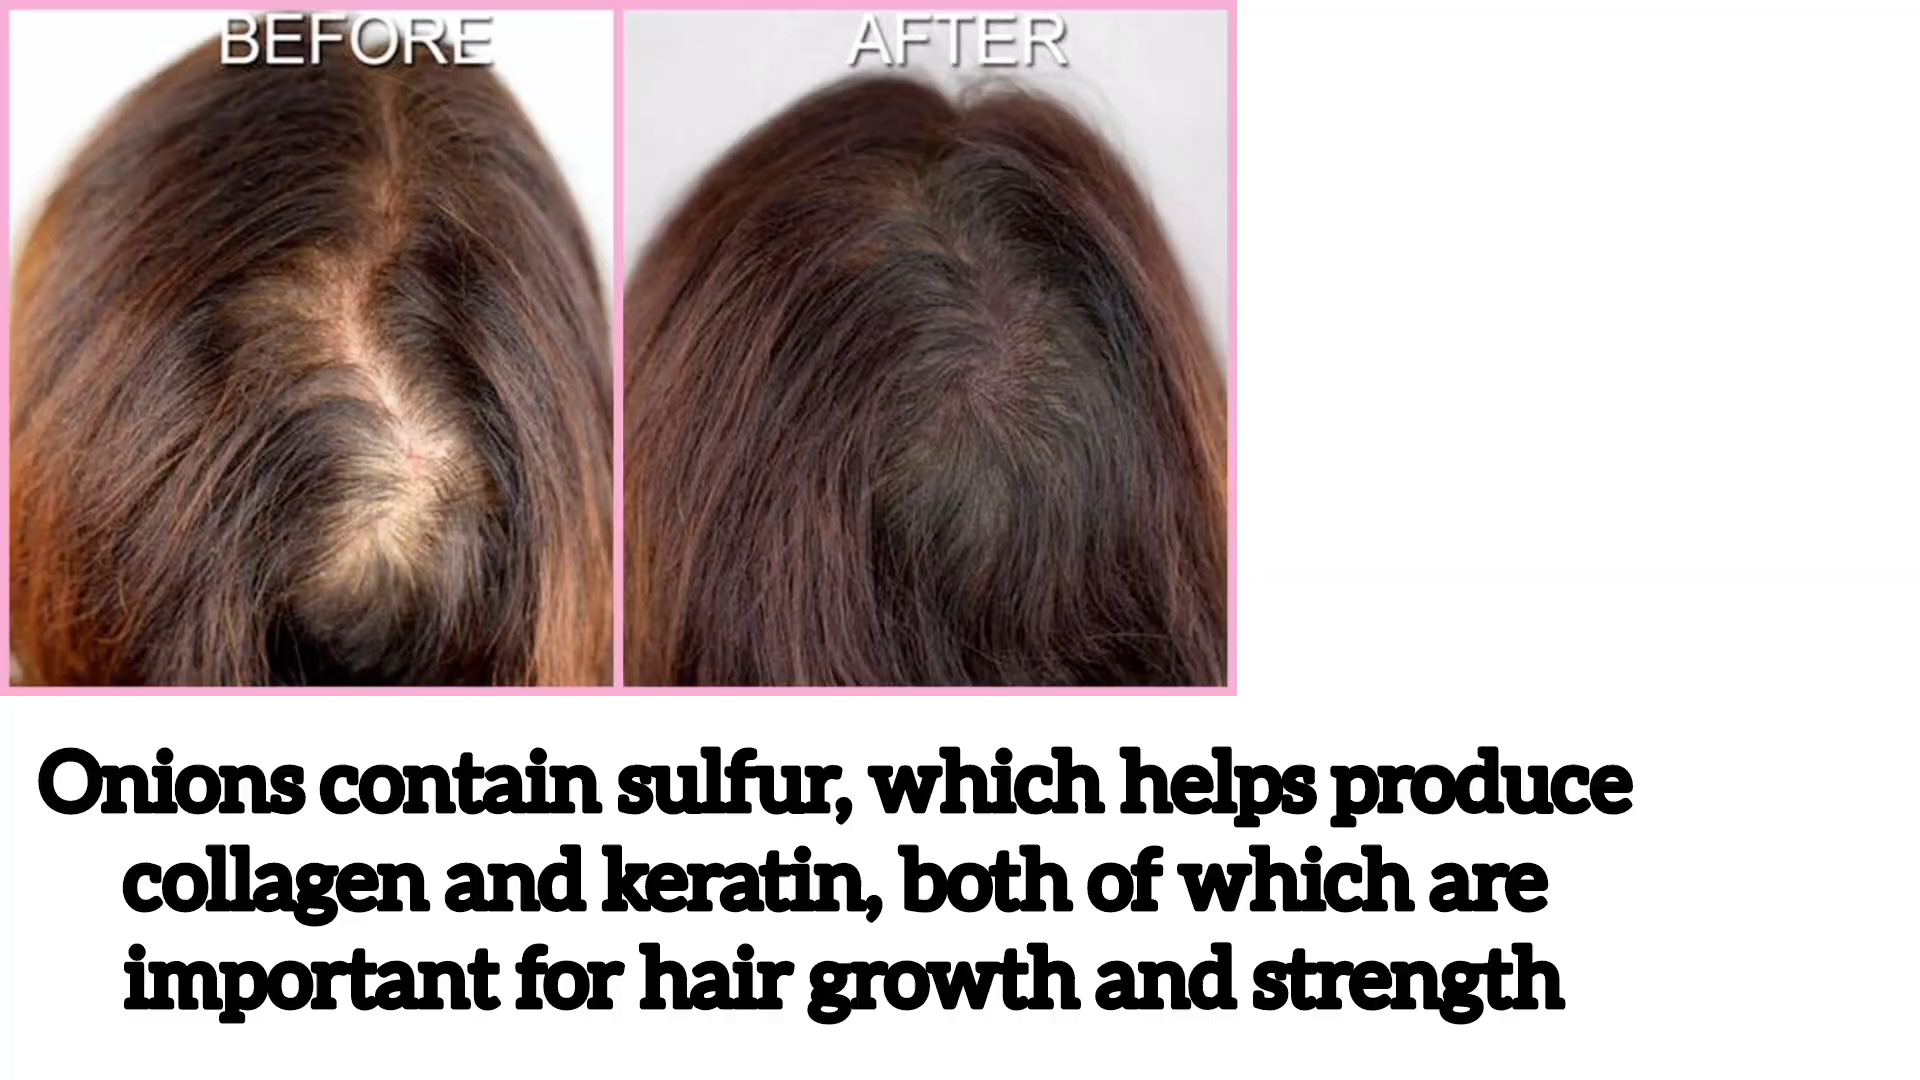 BEFORE
AFTER
Onions contain sulfur, which helps produce
collagen and keratin, both of which are
important for hair growth and strength